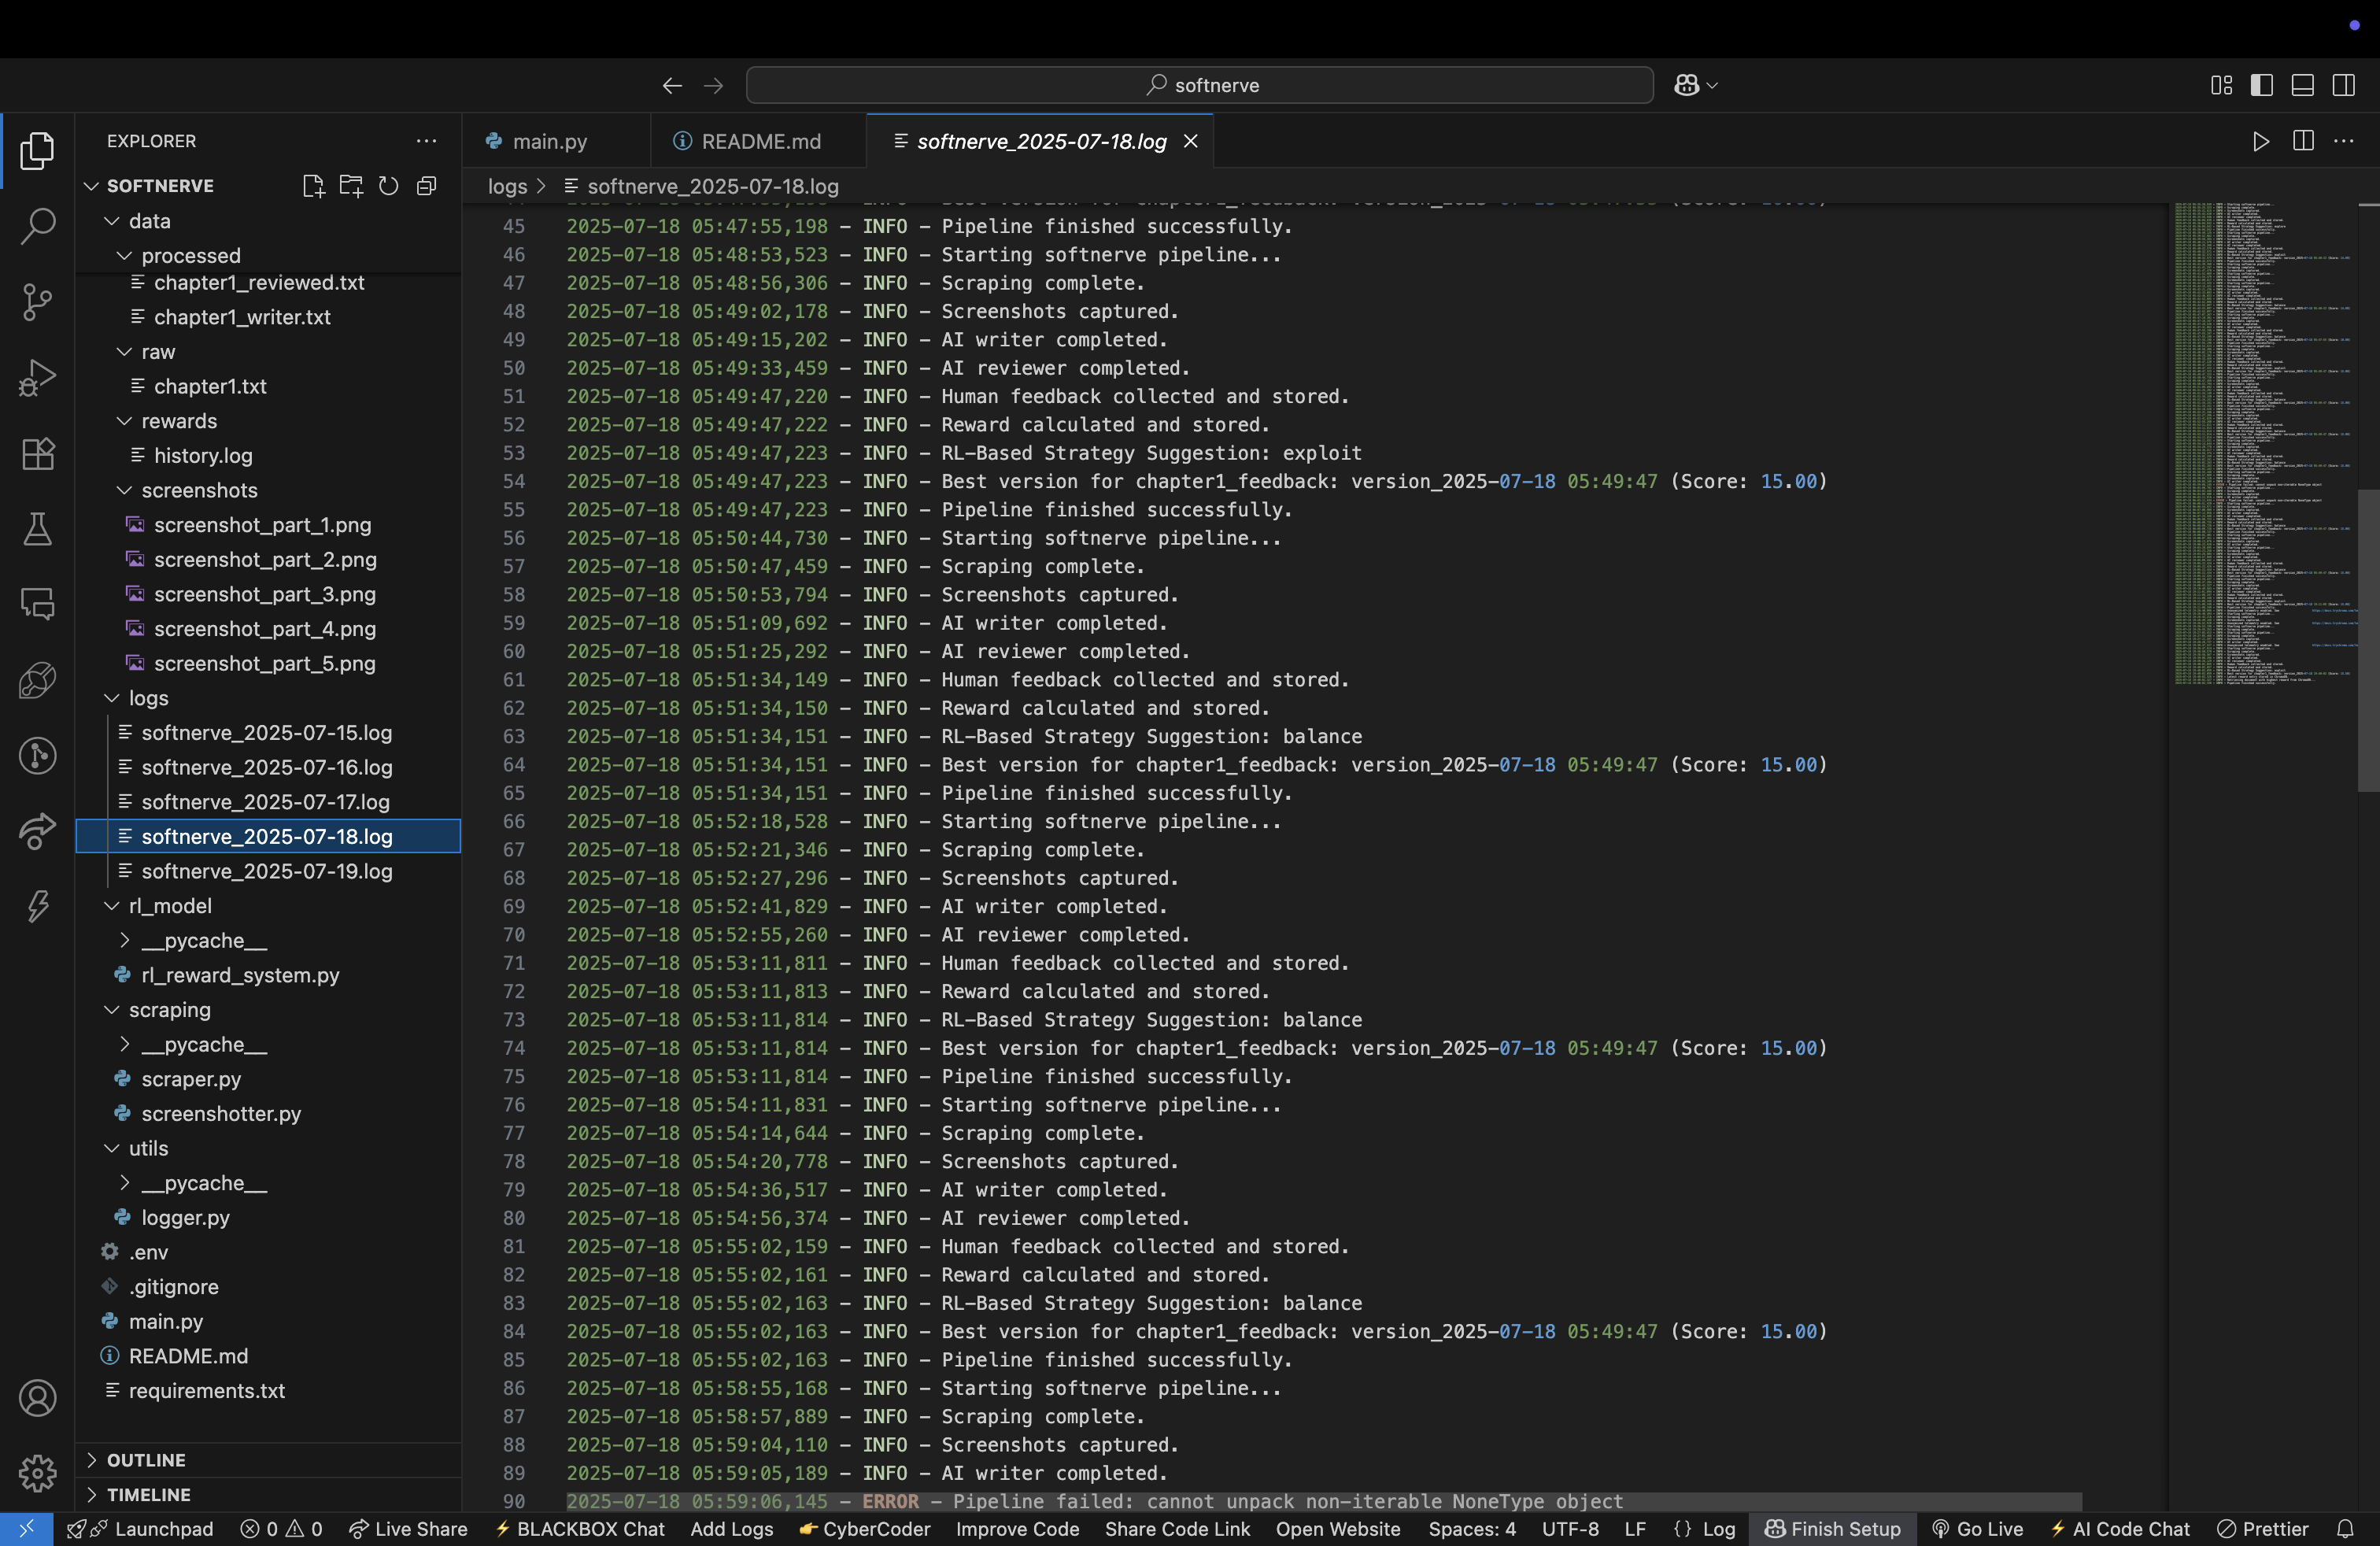 softnerve
EXPLORER
SOFTNERVE
data
processed
chapter1_reviewed.txt
chapter1_writer.txt
raw
chapter1.txt
rewards
history.log
screenshots
screenshot_part_1.png
screenshot_part_2.png
screenshot_part_3.png
screenshot_part_4.png
screenshot_part_5.png
logs
softnerve_2025-07-15.log
softnerve_2025-07-16.log
softnerve_2025-07-17.log
softnerve_2025-07-18.log
softnerve_2025-07-19.log
rl_model
__pycache__
rl_reward_system.py
scraping
__pycache__
scraper.py
screenshotter.py
utils
__pycache__
logger.py
.env
.gitignore
main.py
README.md
requirements.txt
OUTLINE
TIMELINE
main.py README.md softnerve_2025-07-18.log
logs > softnerve_2025-07-18.log
45 2025-07-18 05:47:55,198 - INFO - Pipeline finished successfully.
46 2025-07-18 05:48:53,523 - INFO - Starting softnerve pipeline...
47 2025-07-18 05:48:56,306 - INFO - Scraping complete.
48 2025-07-18 05:49:02,178 - INFO - Screenshots captured.
49 2025-07-18 05:49:15,202 - INFO - AI writer completed.
50 2025-07-18 05:49:33,459 - INFO - AI reviewer completed.
51 2025-07-18 05:49:47,220 - INFO - Human feedback collected and stored.
52 2025-07-18 05:49:47,222 - INFO - Reward calculated and stored.
53 2025-07-18 05:49:47,223 - INFO - RL-Based Strategy Suggestion: exploit
54 2025-07-18 05:49:47,223 - INFO - Best version for chapter1_feedback: version_2025-07-18 05:49:47 (Score: 15.00)
55 2025-07-18 05:49:47,223 - INFO - Pipeline finished successfully.
56 2025-07-18 05:50:44,730 - INFO - Starting softnerve pipeline...
57 2025-07-18 05:50:47,459 - INFO - Scraping complete.
58 2025-07-18 05:50:53,794 - INFO - Screenshots captured.
59 2025-07-18 05:51:09,692 - INFO - AI writer completed.
60 2025-07-18 05:51:25,292 - INFO - AI reviewer completed.
61 2025-07-18 05:51:34,149 - INFO - Human feedback collected and stored.
62 2025-07-18 05:51:34,150 - INFO - Reward calculated and stored.
63 2025-07-18 05:51:34,151 - INFO - RL-Based Strategy Suggestion: balance
64 2025-07-18 05:51:34,151 - INFO - Best version for chapter1_feedback: version_2025-07-18 05:49:47 (Score: 15.00)
65 2025-07-18 05:51:34,151 - INFO - Pipeline finished successfully.
66 2025-07-18 05:52:18,528 - INFO - Starting softnerve pipeline...
67 2025-07-18 05:52:21,346 - INFO - Scraping complete.
68 2025-07-18 05:52:27,296 - INFO - Screenshots captured.
69 2025-07-18 05:52:41,829 - INFO - AI writer completed.
70 2025-07-18 05:52:55,260 - INFO - AI reviewer completed.
71 2025-07-18 05:53:11,811 - INFO - Human feedback collected and stored.
72 2025-07-18 05:53:11,813 - INFO - Reward calculated and stored.
73 2025-07-18 05:53:11,814 - INFO - RL-Based Strategy Suggestion: balance
74 2025-07-18 05:53:11,814 - INFO - Best version for chapter1_feedback: version_2025-07-18 05:49:47 (Score: 15.00)
75 2025-07-18 05:53:11,814 - INFO - Pipeline finished successfully.
76 2025-07-18 05:54:11,831 - INFO - Starting softnerve pipeline...
77 2025-07-18 05:54:14,644 - INFO - Scraping complete.
78 2025-07-18 05:54:20,778 - INFO - Screenshots captured.
79 2025-07-18 05:54:36,517 - INFO - AI writer completed.
80 2025-07-18 05:54:56,374 - INFO - AI reviewer completed.
81 2025-07-18 05:55:02,159 - INFO - Human feedback collected and stored.
82 2025-07-18 05:55:02,161 - INFO - Reward calculated and stored.
83 2025-07-18 05:55:02,163 - INFO - RL-Based Strategy Suggestion: balance
84 2025-07-18 05:55:02,163 - INFO - Best version for chapter1_feedback: version_2025-07-18 05:49:47 (Score: 15.00)
85 2025-07-18 05:55:02,163 - INFO - Pipeline finished successfully.
86 2025-07-18 05:58:55,168 - INFO - Starting softnerve pipeline...
87 2025-07-18 05:58:57,889 - INFO - Scraping complete.
88 2025-07-18 05:59:04,110 - INFO - Screenshots captured.
89 2025-07-18 05:59:05,189 - INFO - AI writer completed.
90 2025-07-18 05:59:06,145 - ERROR - Pipeline failed: cannot unpack non-iterable NoneType object
Launchpad 0 0 Live Share BLACKBOX Chat Add Logs CyberCoder Improve Code Share Code Link Open Website Spaces: 4 UTF-8 LF {} Log Finish Setup Go Live AI Code Chat Prettier